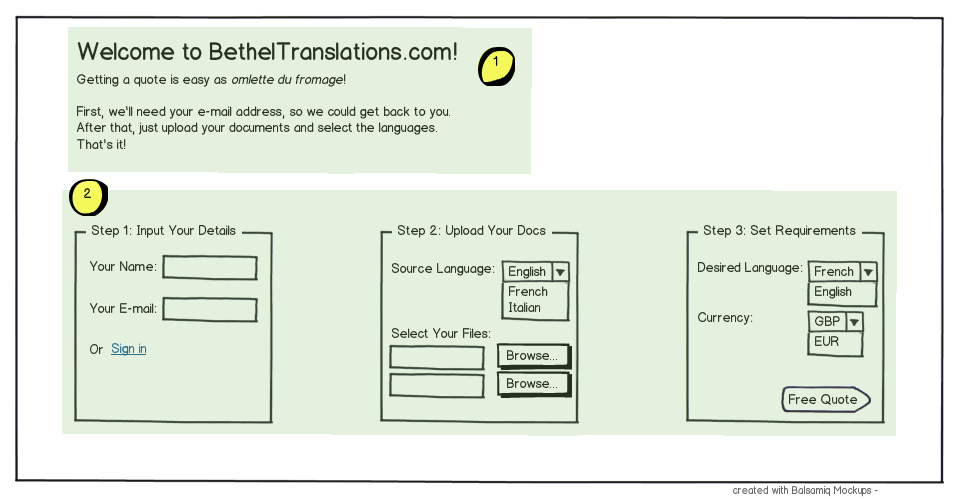 Welcome to BethelTranslations.com!
1
Getting a quote is easy as omlette du fromage!
First, we'll need your e-mail address, so we could get back to you.
After that, just upload your documents and select the languages.
That's it!
2
Step 1: Input Your Details
Your Name:
Your E-mail:
Or Sign in
Step 2: Upload Your Docs
Source Language: English
French
Italian
Select Your Files:
Browse...
Browse...
Step 3: Set Requirements
Desired Language: French
English
Currency: GBP
EUR
Free Quote
created with Balsamiq Mockups -